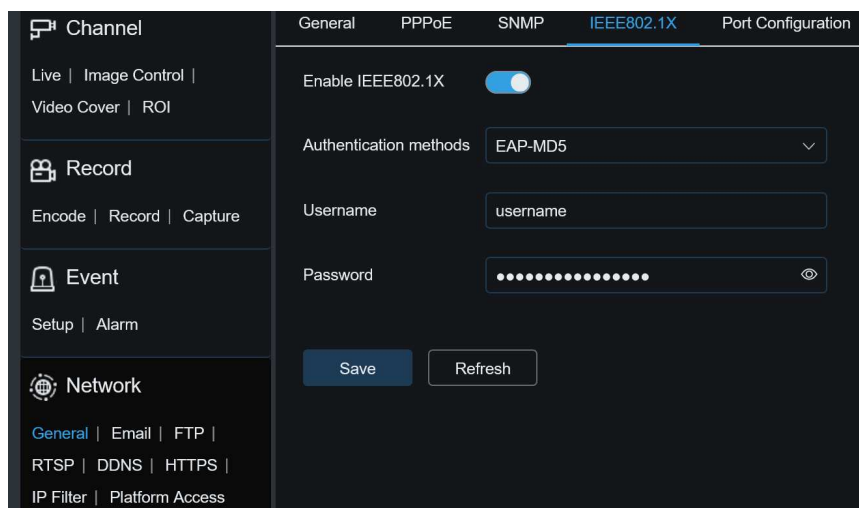 Channel
Live | Image Control |
Video Cover | ROI
Record
Encode | Record | Capture
Event
Setup | Alarm
Network
General | Email | FTP |
RTSP | DDNS | HTTPS |
IP Filter | Platform Access
General PPPoE SNMP IEEE802.1X Port Configuration
Enable IEEE802.1X
Authentication methods EAP-MD5
Username username
Password ●●●●●●●●●●●●●●●●
Save Refresh